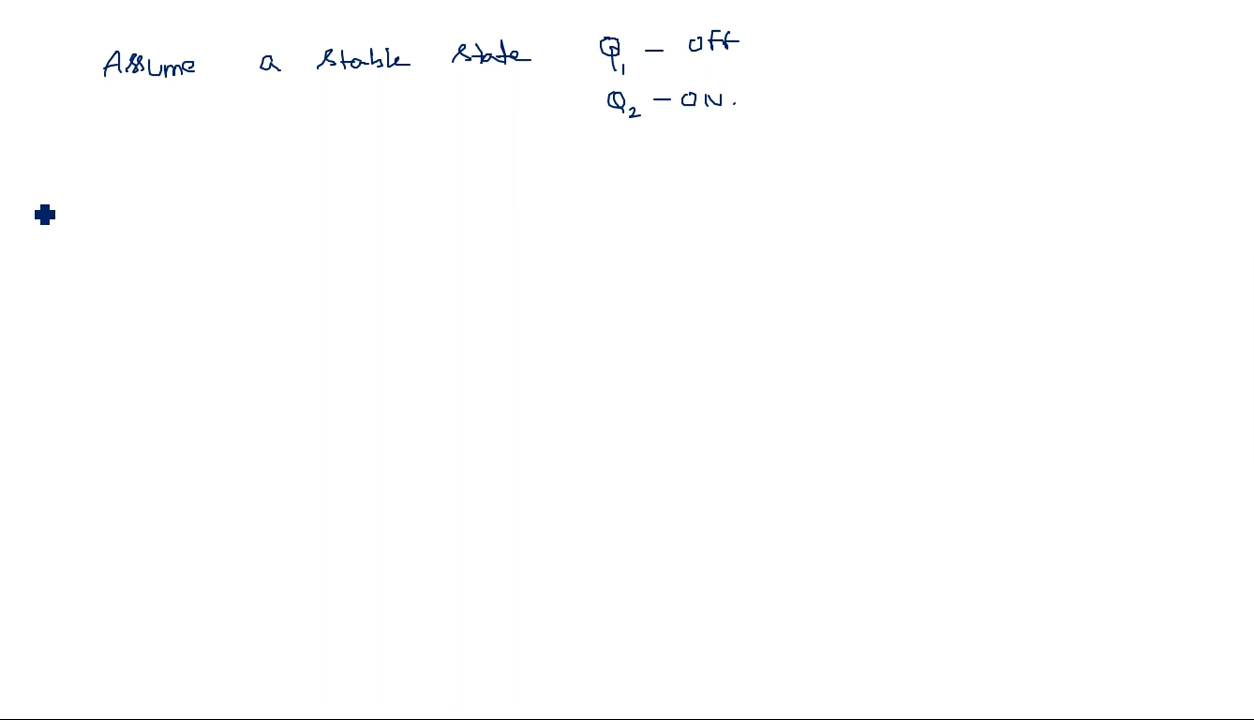 Assume a stable state Q₁ - OFF
Q₂ - ON.